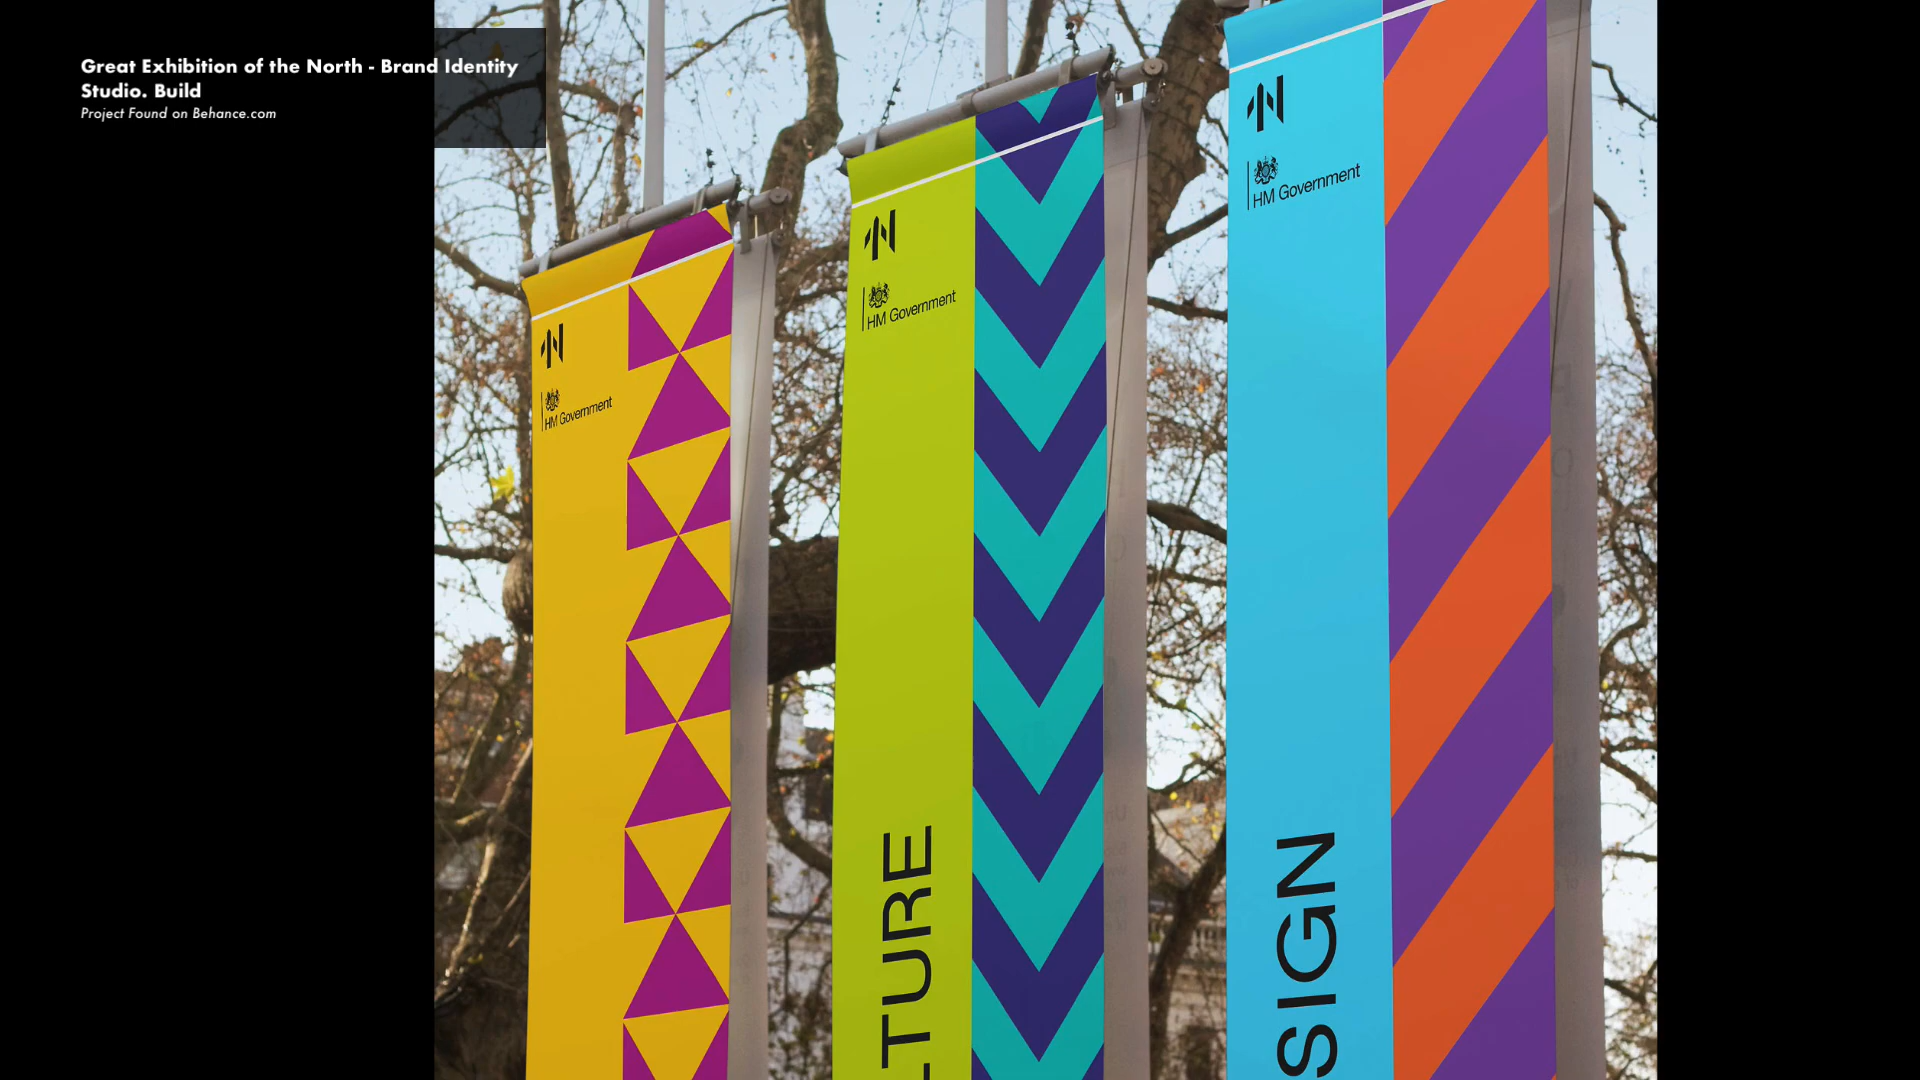 Great Exhibition of the North - Brand Identity
Studio. Build
Project Found on Behance.com
HM Government
HM Government
HM Government
TURE
SIGN